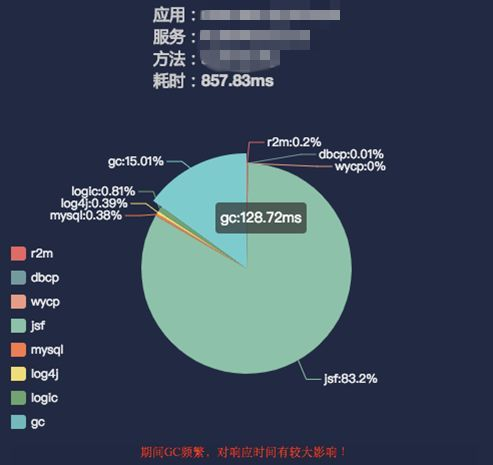 应用：
服务：
方法：
耗时：857.83ms
r2m:0.2%
dbcp:0.01%
wycp:0%
gc:15.01%
logic:0.81%
log4j:0.39%
mysql:0.38%
gc:128.72ms
jsf:83.2%
r2m
dbcp
wycp
jsf
mysql
log4j
logic
gc
期间GC频繁，对响应时间有较大影响！